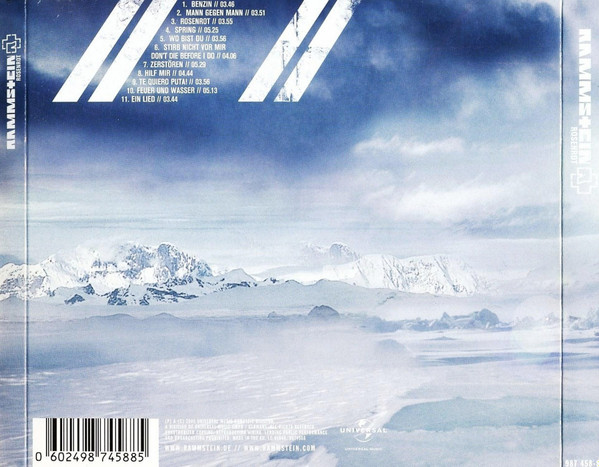 1. BENZIN // 03.46
2. MANN GEGEN MANN // 03.51
3. ROSENROT // 03.55
4. SPRING // 05.25
5. WO BIST DU // 03.56
6. STIRB NICHT VOR MIR
DON'T DIE BEFORE I DO // 04.06
7. ZERSTÖREN // 05.29
8. HILF MIR // 04.44
9. TE QUIERO PUTA! // 03.56
10. FEUER UND WASSER // 05.13
11. EIN LIED // 03.44
RAMMSTEIN
ROSENROT
RAMMSTEIN
ROSENROT
0 602498 745885
WWW.RAMMSTEIN.DE // WWW.RAMMSTEIN.COM
UNIVERSAL
UNIVERSAL MUSIC